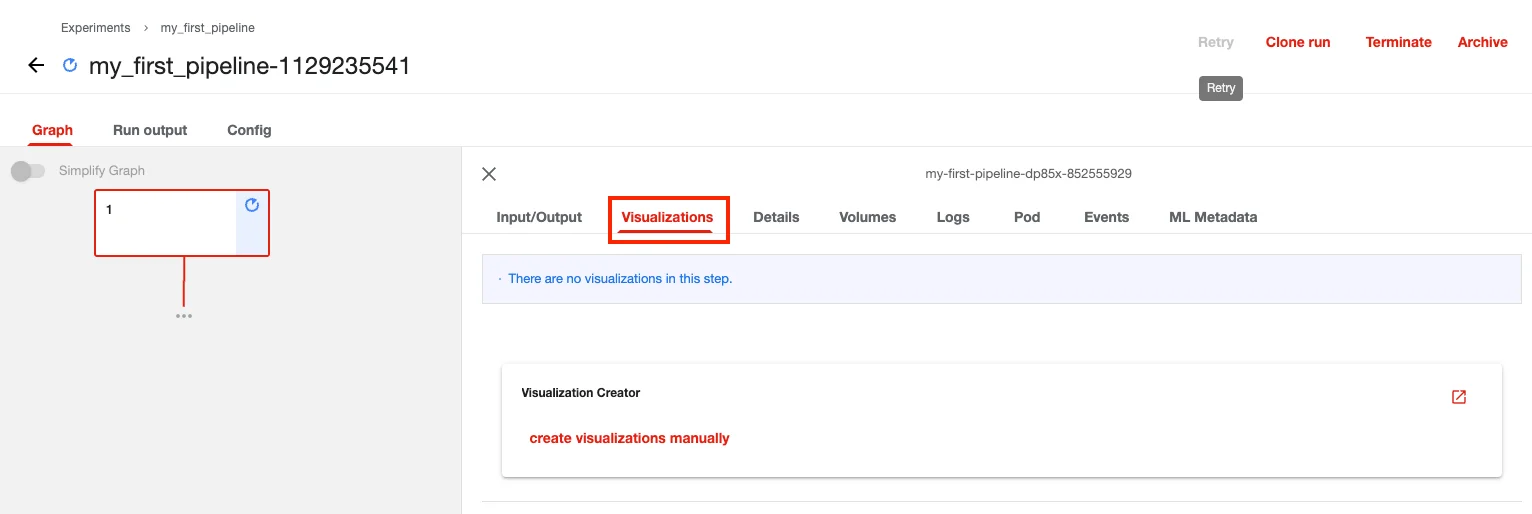 Experiments › my_first_pipeline
my_first_pipeline-1129235541
Retry Clone run Terminate Archive
Retry
Graph Run output Config
Simplify Graph
1
my-first-pipeline-dp85x-852555929
Input/Output Visualizations Details Volumes Logs Pod Events ML Metadata
· There are no visualizations in this step.
Visualization Creator
create visualizations manually